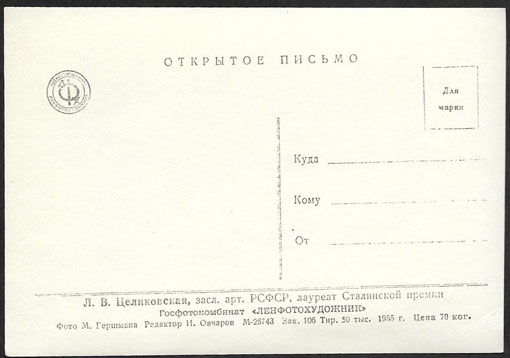 ОТКРЫТОЕ ПИСЬМО
Для
марки
Куда
Кому
От
Л. В. Целиковская, засл. арт. РСФСР, лауреат Сталинской премии
Госфотокомбинат «ЛЕНФОТОХУДОЖНИК»
Фото М. Гершмана Редактор И. Овчаров М-26743 Зак. 106 Тир. 50 тыс. 1955 г. Цена 70 коп.